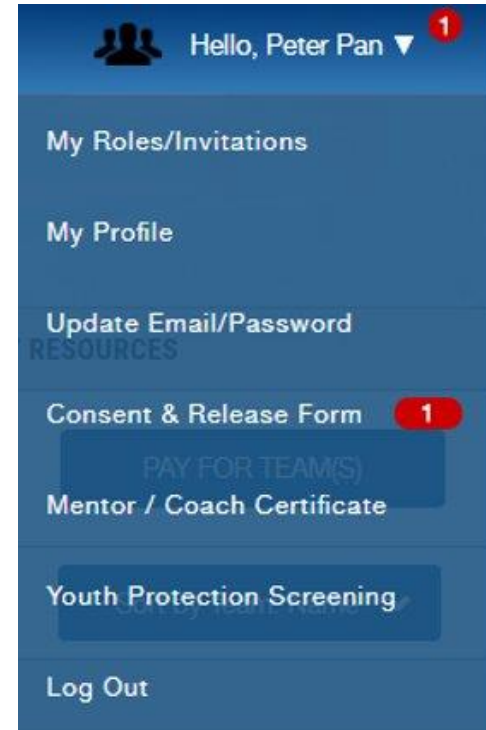 Hello, Peter Pan ▼ 1
My Roles/Invitations
My Profile
Update Email/Password
RESOURCES
Consent & Release Form 1
PAY FOR TEAM(S)
Mentor / Coach Certificate
Youth Protection Screening
Log Out